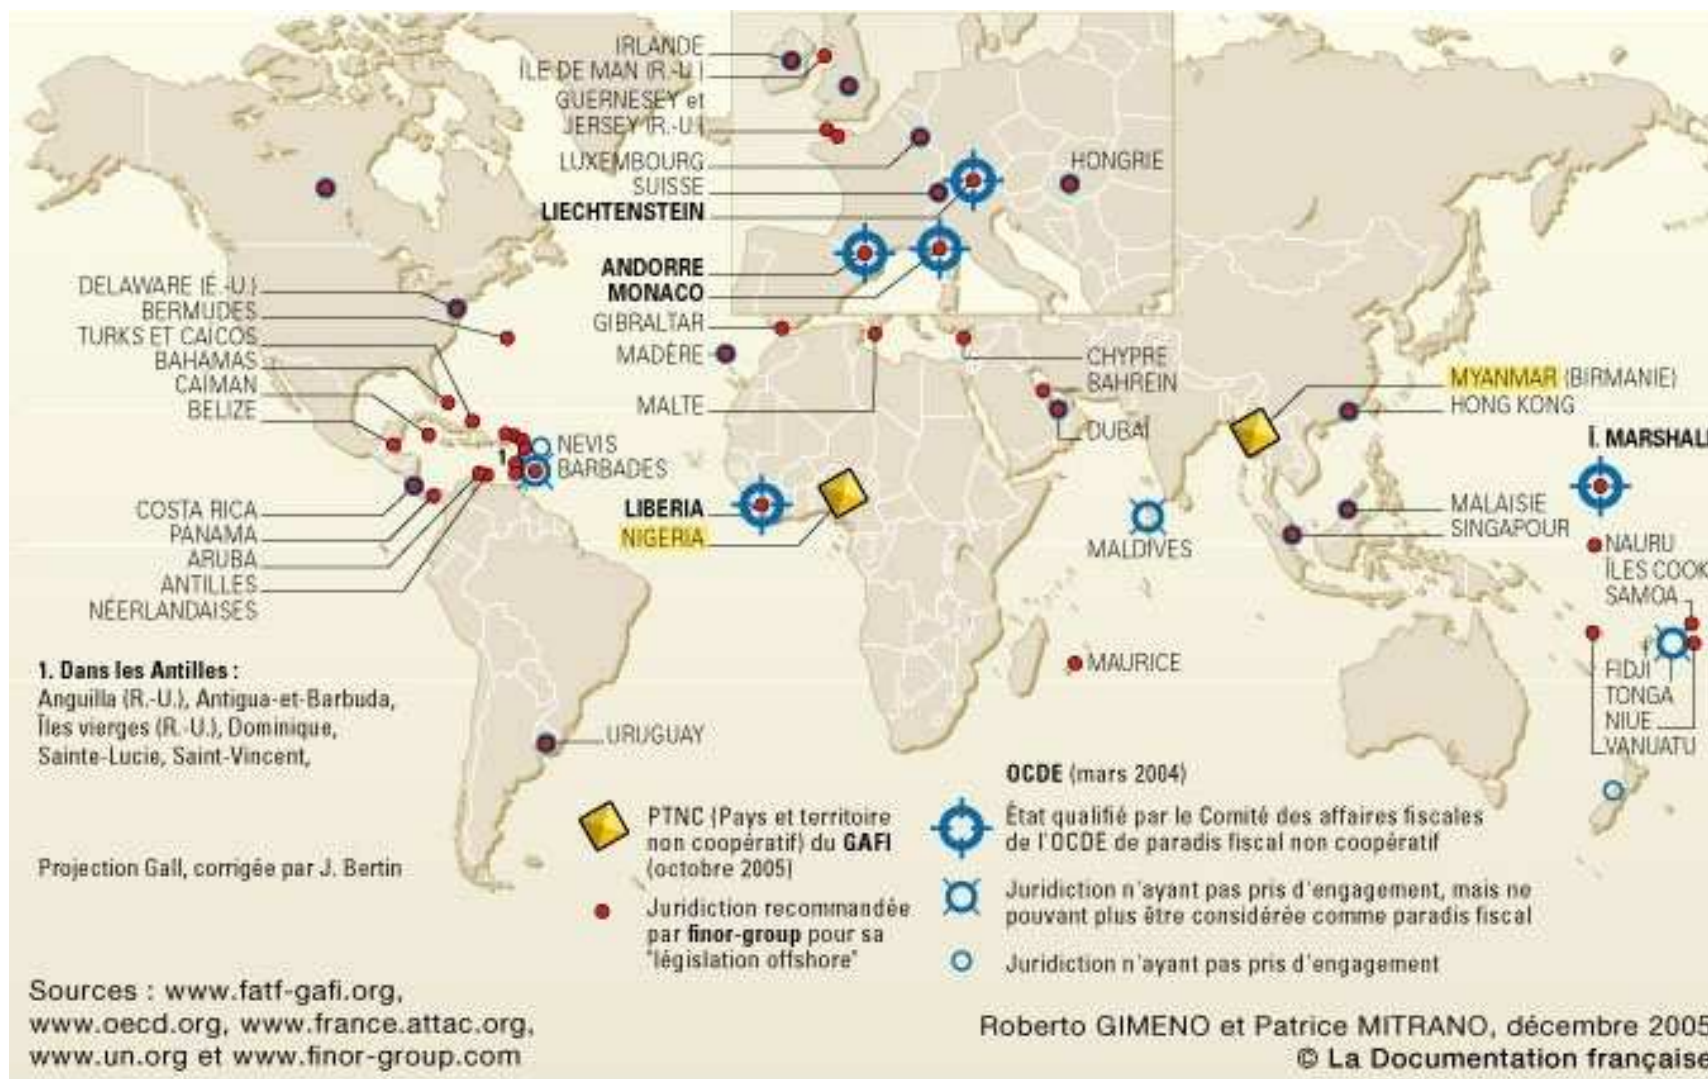 IRLANDE
ÎLE DE MAN (R.-U.)
GUERNESEY et
JERSEY (R.-U.)
LUXEMBOURG
SUISSE
LIECHTENSTEIN
HONGRIE
ANDORRE
MONACO
GIBRALTAR
MADÈRE
MALTE
DELAWARE (É.-U.)
BERMUDES
TURKS ET CAÏCOS
BAHAMAS
CAÏMAN
BELIZE
NEVIS
1
BARBADES
COSTA RICA
PANAMA
ARUBA
ANTILLES
NÉERLANDAISES
LIBERIA
NIGERIA
CHYPRE
BAHREIN
DUBAÏ
MYANMAR (BIRMANIE)
HONG KONG
Î. MARSHALL
MALAISIE
SINGAPOUR
MALDIVES
NAURU
ÎLES COOK
SAMOA
FIDJI
TONGA
NIUE
VANUATU
MAURICE
URUGUAY
1. Dans les Antilles :
Anguilla (R.-U.), Antigua-et-Barbuda,
Îles vierges (R.-U.), Dominique,
Sainte-Lucie, Saint-Vincent,
Projection Gall, corrigée par J. Bertin
PTNC (Pays et territoire
non coopératif) du GAFI
(octobre 2005)
Juridiction recommandée
par finor-group pour sa
"législation offshore"
OCDE (mars 2004)
État qualifié par le Comité des affaires fiscales
de l'OCDE de paradis fiscal non coopératif
Juridiction n'ayant pas pris d'engagement, mais ne
pouvant plus être considérée comme paradis fiscal
Juridiction n'ayant pas pris d'engagement
Sources : www.fatf-gafi.org,
www.oecd.org, www.france.attac.org,
www.un.org et www.finor-group.com
Roberto GIMENO et Patrice MITRANO, décembre 2005
© La Documentation française